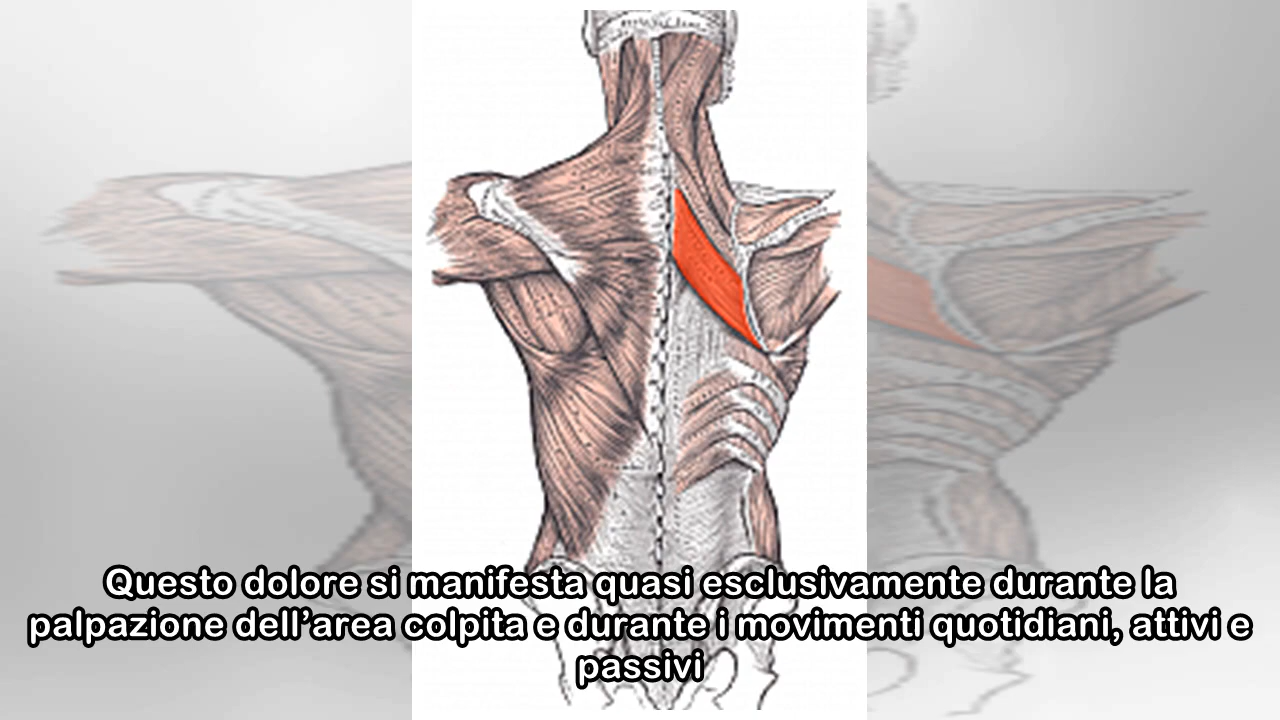 Questo dolore si manifesta quasi esclusivamente durante la
palpazione dell’area colpita e durante i movimenti quotidiani, attivi e
passivi